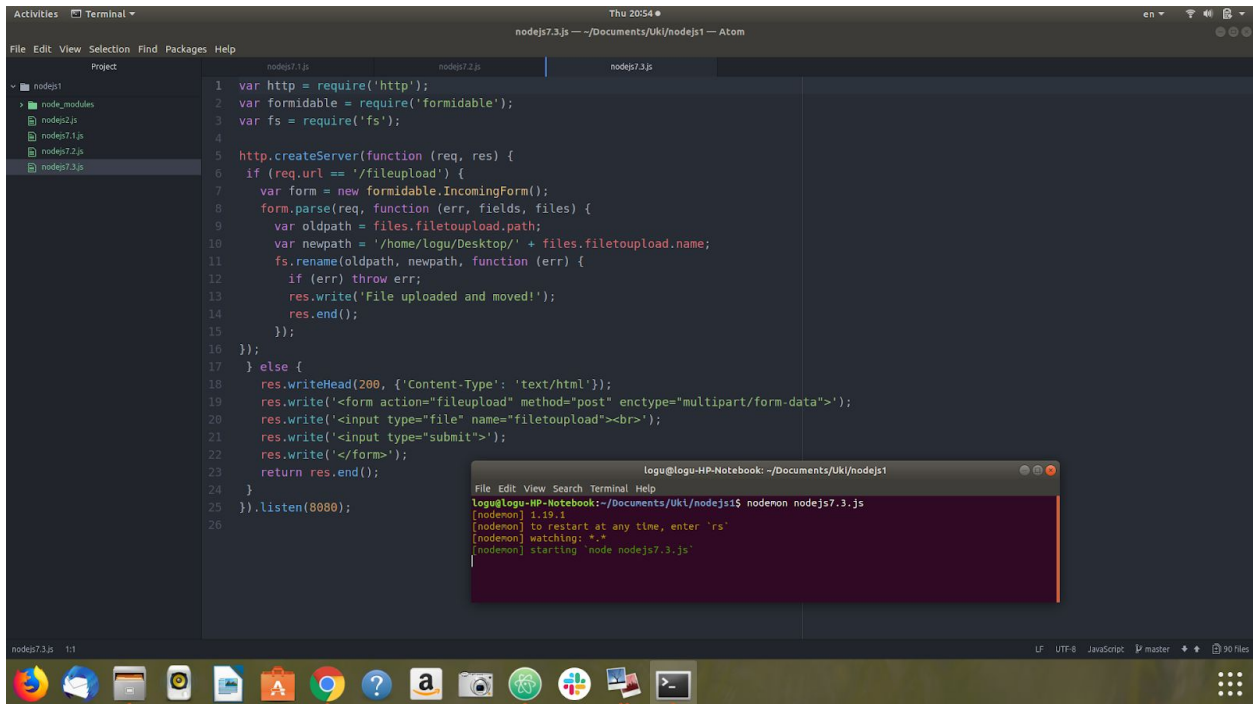 Activities Terminal Thu 20:54 en
nodejs7.3.js — ~/Documents/Uki/nodejs1 — Atom
File Edit View Selection Find Packages Help
Project nodejs7.1.js nodejs7.2.js nodejs7.3.js
nodejs1
node_modules
nodejs2.js
nodejs7.1.js
nodejs7.2.js
nodejs7.3.js
1 var http = require('http');
2 var formidable = require('formidable');
3 var fs = require('fs');
4
5 http.createServer(function (req, res) {
6 if (req.url == '/fileupload') {
7 var form = new formidable.IncomingForm();
8 form.parse(req, function (err, fields, files) {
9 var oldpath = files.filetoupload.path;
10 var newpath = '/home/logu/Desktop/' + files.filetoupload.name;
11 fs.rename(oldpath, newpath, function (err) {
12 if (err) throw err;
13 res.write('File uploaded and moved!');
14 res.end();
15 });
16 });
17 } else {
18 res.writeHead(200, {'Content-Type': 'text/html'});
19 res.write('<form action="fileupload" method="post" enctype="multipart/form-data">');
20 res.write('<input type="file" name="filetoupload"><br>');
21 res.write('<input type="submit">');
22 res.write('</form>');
23 return res.end();
24 }
25 }).listen(8080);
26
logu@logu-HP-Notebook: ~/Documents/Uki/nodejs1
File Edit View Search Terminal Help
logu@logu-HP-Notebook:~/Documents/Uki/nodejs1$ nodemon nodejs7.3.js
[nodemon] 1.19.1
[nodemon] to restart at any time, enter `rs`
[nodemon] watching: *.*
[nodemon] starting `node nodejs7.3.js`
nodejs7.3.js 1:1 LF UTF-8 JavaScript master 90 files